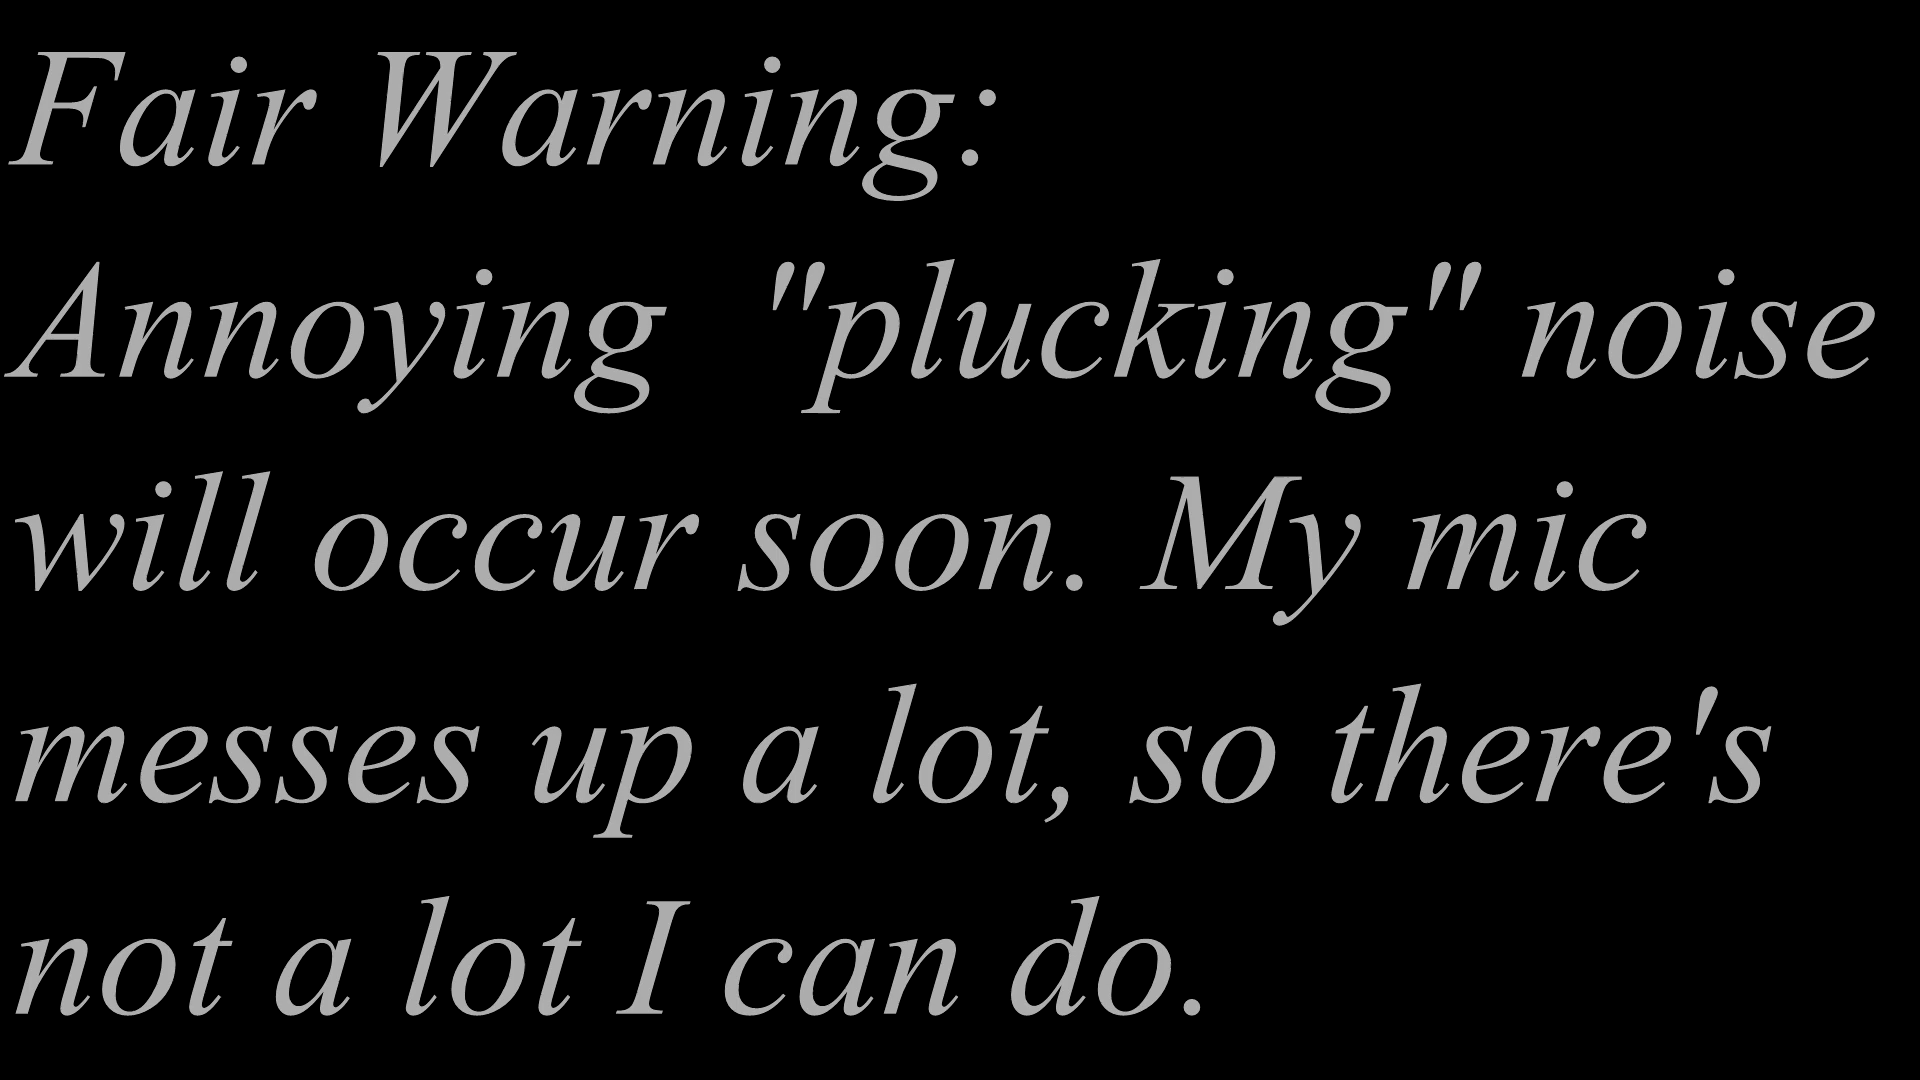 Fair Warning:
Annoying  "plucking" noise
will occur soon. My mic
messes up a lot, so there's
not a lot I can do.